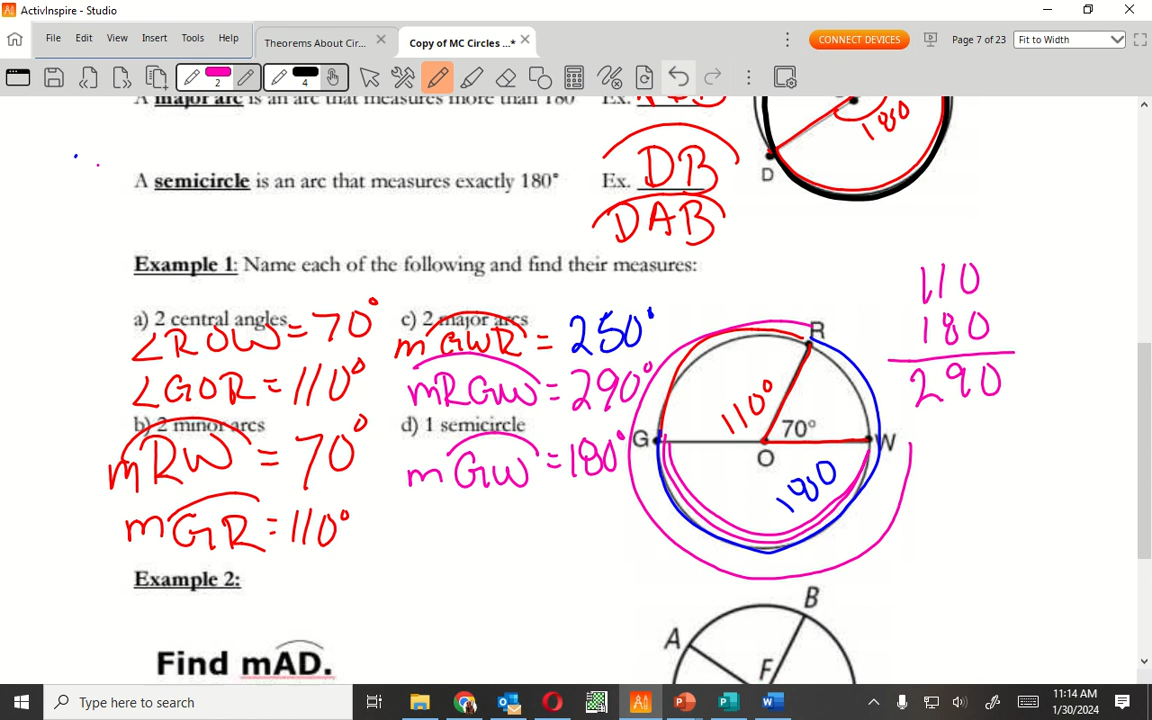 ActivInspire - Studio
File Edit View Insert Tools Help
Theorems About Cir...
Copy of MC Circles ...*
CONNECT DEVICES
Page 7 of 23
Fit to Width
2
4
A major arc is an arc that measures more than 180
Ex.
180
D
A semicircle is an arc that measures exactly 180°
Ex. DB
DAB
Example 1: Name each of the following and find their measures:
a) 2 central angles
∠ROW = 70°
∠GOR = 110°
b) 2 minor arcs
mRW = 70°
mGR = 110°
c) 2 major arcs
mGWR = 250°
mRGW = 290°
d) 1 semicircle
mGW = 180°
R
110°
70°
G
W
O
180
110
180
290
Example 2:
Find mAD.
B
A
F
Type here to search
11:14 AM
1/30/2024